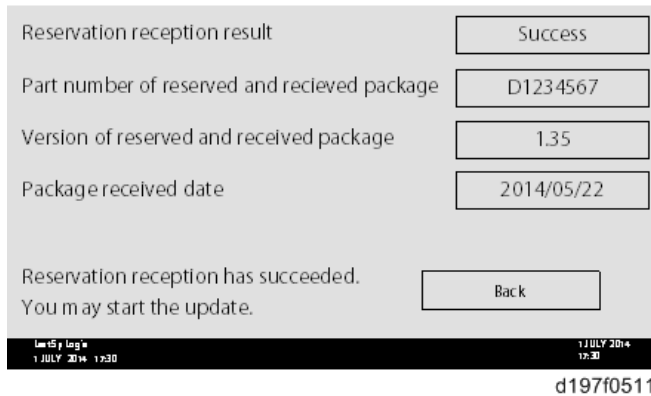 Reservation reception result
Success
Part number of reserved and recieved package
D1234567
Version of reserved and received package
1.35
Package received date
2014/05/22
Reservation reception has succeeded.
You may start the update.
Back
1 JULY 2014
1 JULY 2014 17:30
17:30
d197f0511